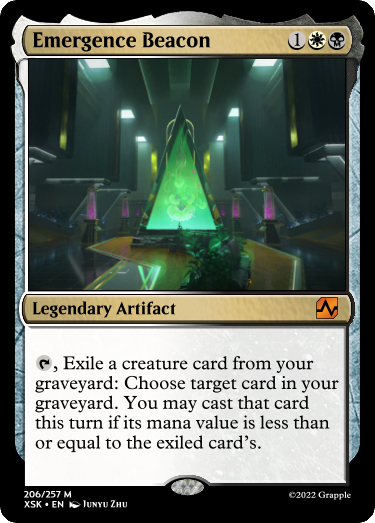 Emergence Beacon 1
Legendary Artifact
, Exile a creature card from your
graveyard: Choose target card in your
graveyard. You may cast that card
this turn if its mana value is less than
or equal to the exiled card's.
206/257 M
XSK • EN Junyu Zhu
©2022 Grapple